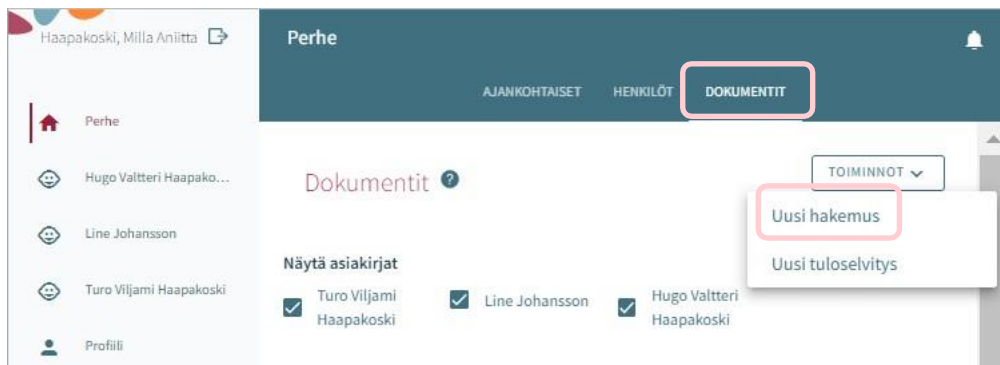 Haapakoski, Milla Aniitta
Perhe
AJANKOHTAISET HENKILÖT DOKUMENTIT
Perhe
Hugo Valtteri Haapako...
Line Johansson
Turo Viljami Haapakoski
Profiili
Dokumentit ?
TOIMINNOT
Uusi hakemus
Uusi tuloselvitys
Näytä asiakirjat
Turo Viljami
Haapakoski
Line Johansson
Hugo Valtteri
Haapakoski